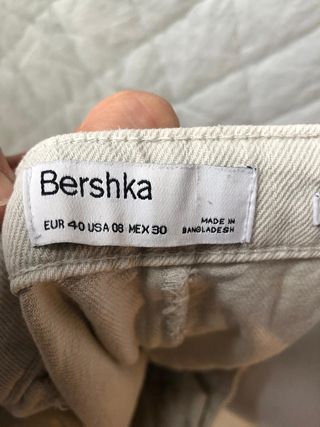 Bershka
EUR 40 USA 08 MEX 30
MADE IN
BANGLADESH